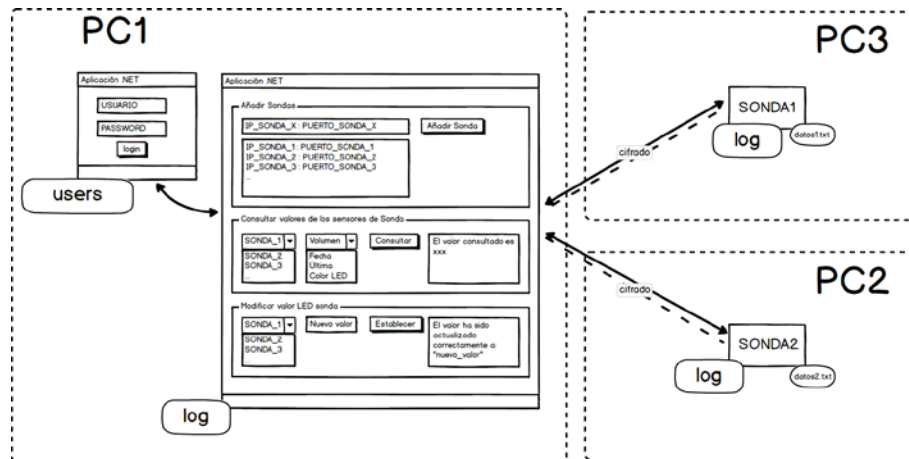 PC1
Aplicación .NET
USUARIO
PASSWORD
login
users
Aplicación .NET
Añadir Sondas
IP_SONDA_X : PUERTO_SONDA_X
Añadir Sonda
IP_SONDA_1: PUERTO_SONDA_1
IP_SONDA_2 : PUERTO_SONDA_2
IP_SONDA_3 : PUERTO_SONDA_3
...
Consultar valores de los sensores de Sonda
SONDA_1
SONDA_2
SONDA_3
...
Volumen
Fecha
Última
Color LED
Consultar
El valor consultado es
xxx
Modificar valor LED sonda
SONDA_1
SONDA_2
SONDA_3
...
Nuevo valor
Establecer
El valor ha sido
actualizado
correctamente a:
"nuevo_valor"
log
cifrado
cifrado
PC3
SONDA1
log
datos1.txt
PC2
SONDA2
log
datos2.txt